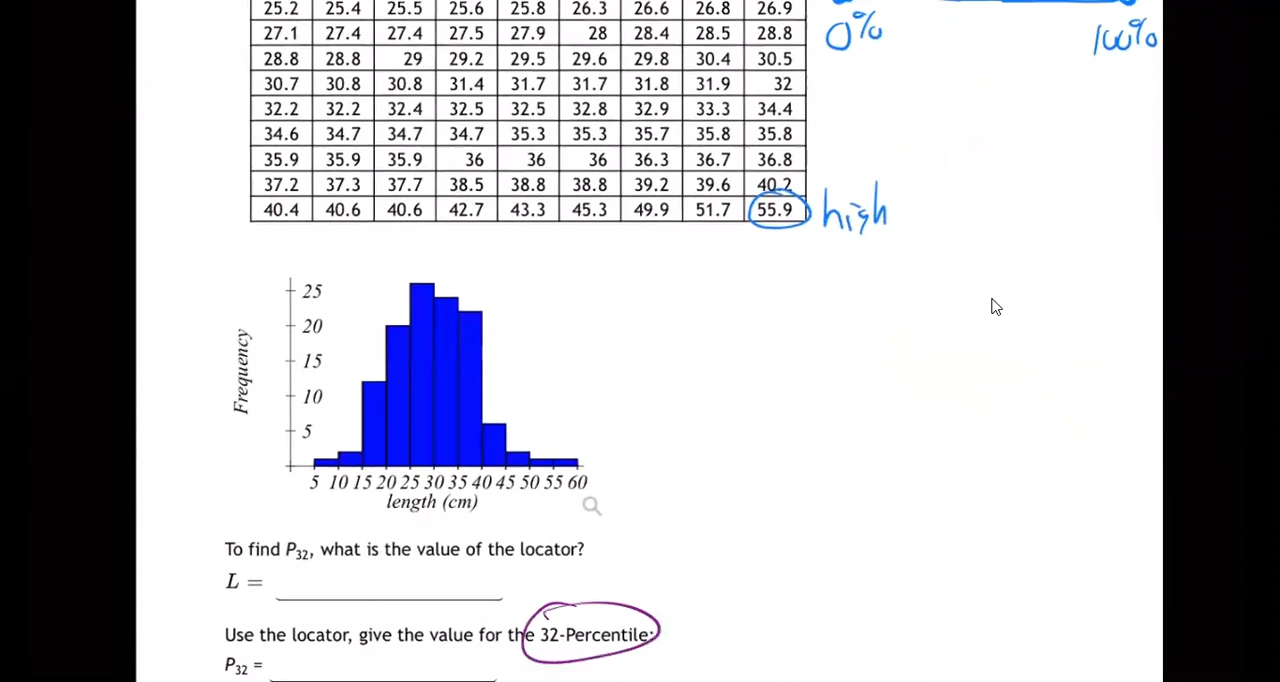 25.2 25.4 25.5 25.6 25.8 26.3 26.6 26.8 26.9
0% 100%
27.1 27.4 27.4 27.5 27.9 28 28.4 28.5 28.8
28.8 28.8 29 29.2 29.5 29.6 29.8 30.4 30.5
30.7 30.8 30.8 31.4 31.7 31.7 31.8 31.9 32
32.2 32.2 32.4 32.5 32.5 32.8 32.9 33.3 34.4
34.6 34.7 34.7 34.7 35.3 35.3 35.7 35.8 35.8
35.9 35.9 35.9 36 36 36 36.3 36.7 36.8
37.2 37.3 37.7 38.5 38.8 38.8 39.2 39.6 40.2
40.4 40.6 40.6 42.7 43.3 45.3 49.9 51.7 55.9 high
25
20
15
10
5
Frequency
5 10 15 20 25 30 35 40 45 50 55 60
length (cm)
To find P32, what is the value of the locator?
L =
Use the locator, give the value for the 32-Percentile:
P32 =